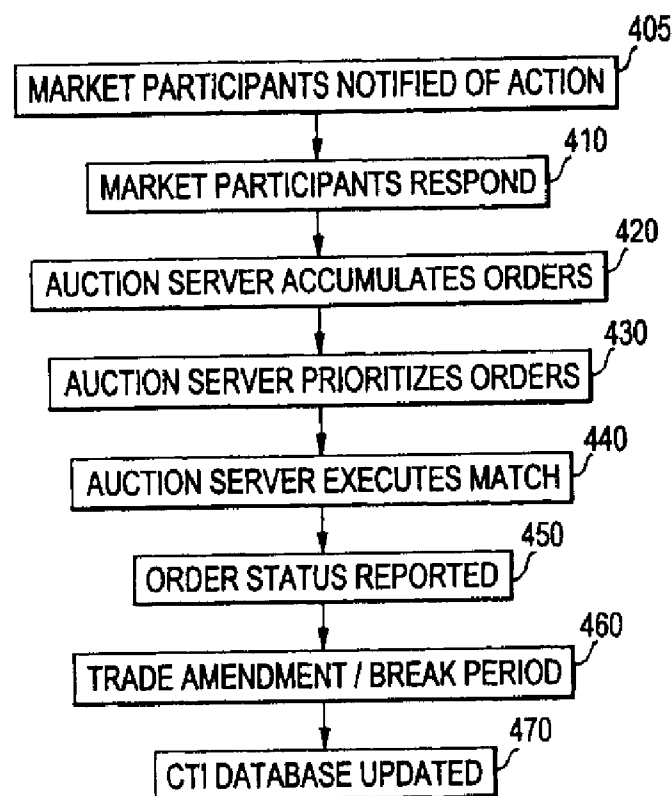 405
MARKET PARTICIPANTS NOTIFIED OF ACTION
410
MARKET PARTICIPANTS RESPOND
420
AUCTION SERVER ACCUMULATES ORDERS
430
AUCTION SERVER PRIORITIZES ORDERS
440
AUCTION SERVER EXECUTES MATCH
450
ORDER STATUS REPORTED
460
TRADE AMENDMENT / BREAK PERIOD
470
CTI DATABASE UPDATED